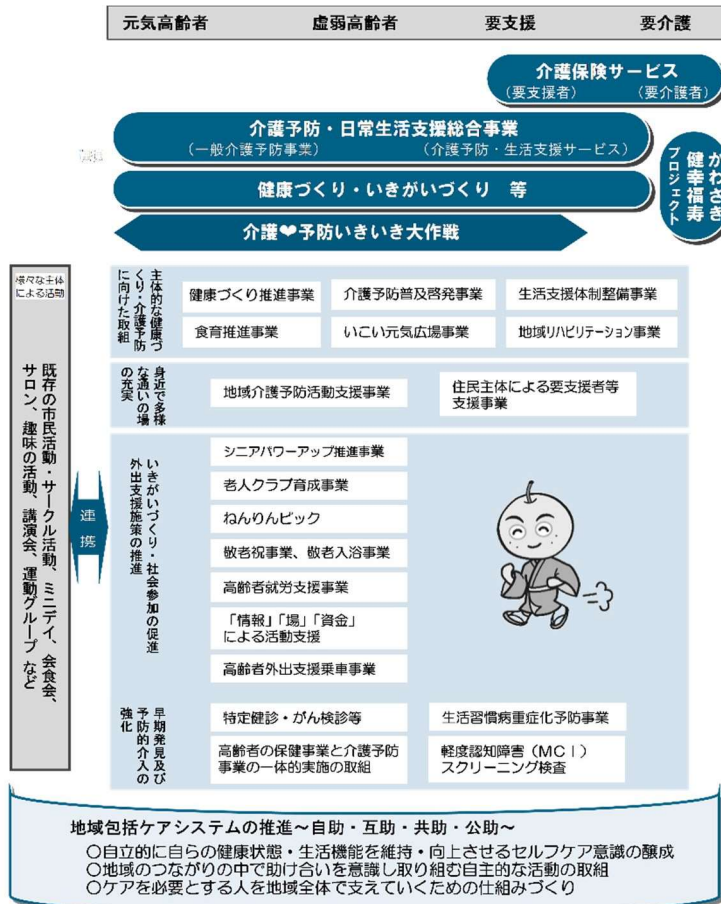 元気高齢者 虚弱高齢者 要支援 要介護
介護保険サービス
(要支援者) (要介護者)
介護予防・日常生活支援総合事業
(一般介護予防事業) (介護予防・生活支援サービス)
健康づくり・いきがいづくり 等
介護❤予防いきいき大作戦
かわさき
健幸福寿
プロジェクト
様々な主体
による活動
既存の市民活動・サークル活動、ミニデイ、会食会、
サロン、趣味の活動、講演会、運動グループ など
連携
主体的な健康づ
くり・介護予防
に向けた取組
健康づくり推進事業
介護予防普及啓発事業
生活支援体制整備事業
食育推進事業
いこい元気広場事業
地域リハビリテーション事業
身近で多様
な通いの場
の充実
地域介護予防活動支援事業
住民主体による要支援者等
支援事業
いきがいづくり・社会参加の促進
外出支援施策の推進
シニアパワーアップ推進事業
老人クラブ育成事業
ねんりんピック
敬老祝事業、敬老入浴事業
高齢者就労支援事業
「情報」「場」「資金」
による活動支援
高齢者外出支援乗車事業
早期発見及び
予防的介入の
強化
特定健診・がん検診等
生活習慣病重症化予防事業
高齢者の保健事業と介護予防
事業の一体的実施の取組
軽度認知障害(MCI)
スクリーニング検査
地域包括ケアシステムの推進～自助・互助・共助・公助～
○自立的に自らの健康状態・生活機能を維持・向上させるセルフケア意識の醸成
○地域のつながりの中で助け合いを意識し取り組む自主的な活動の取組
○ケアを必要とする人を地域全体で支えていくための仕組みづくり